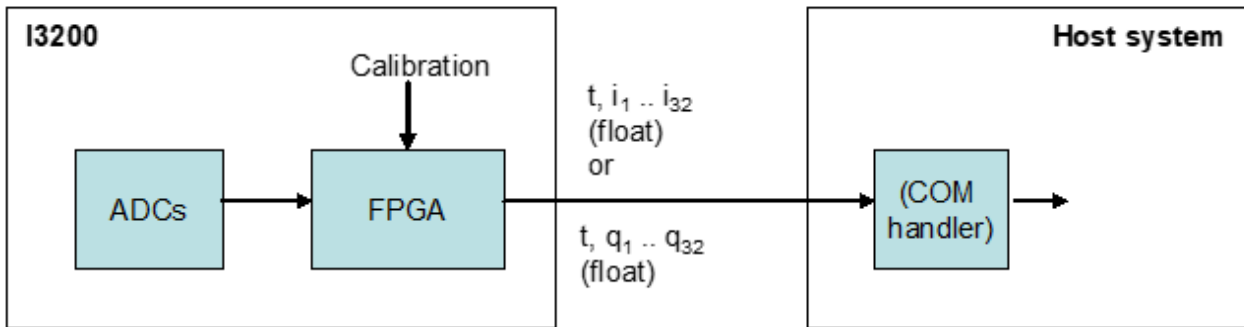 I3200
Host system
Calibration
t, i₁ .. i₃₂
(float)
or
ADCs
FPGA
(COM
handler)
t, q₁ .. q₃₂
(float)